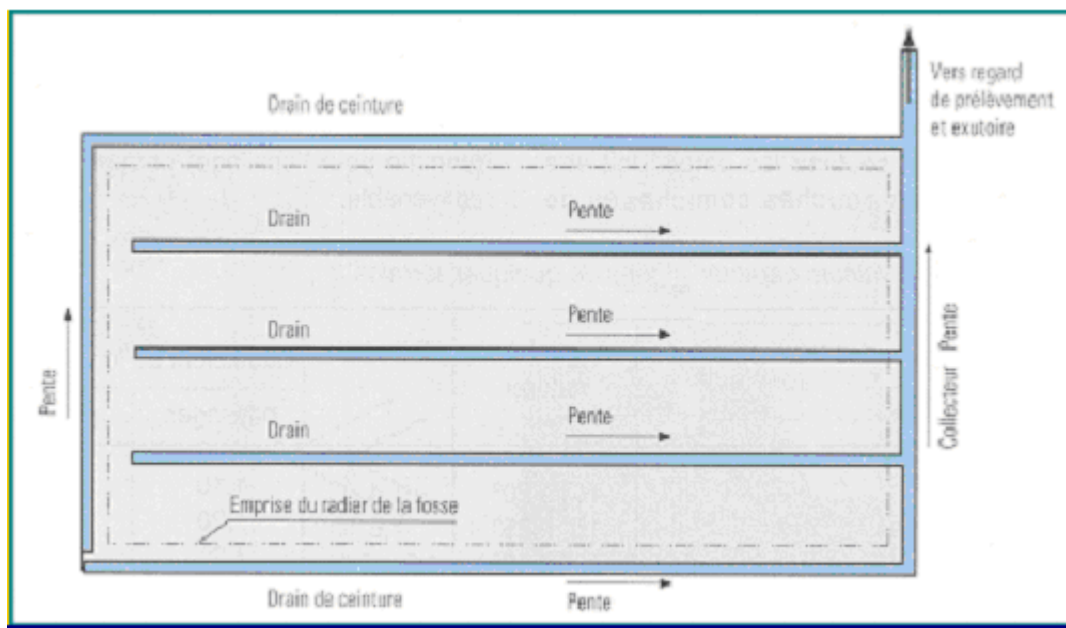 Vers regard
de prélèvement
et exutoire
Drain de ceinture
Drain
Pente
Drain
Pente
Pente
Collecteur Pente
Drain
Pente
Emprise du radier de la fosse
Drain de ceinture
Pente